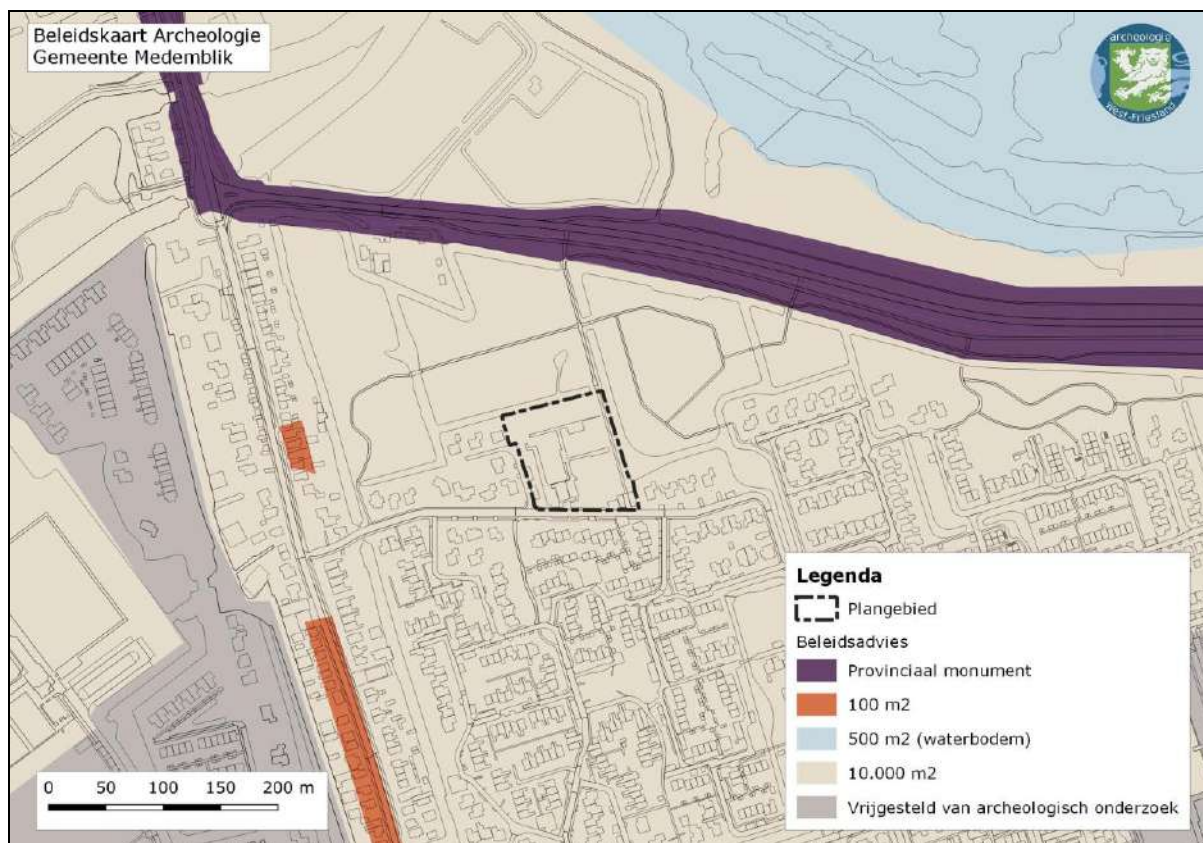 Beleidskaart Archeologie
Gemeente Medemblik
archeologie
West-Friesland
Legenda
Plangebied
Beleidsadvies
Provinciaal monument
100 m2
500 m2 (waterbodem)
10.000 m2
Vrijgesteld van archeologisch onderzoek
0 50 100 150 200 m